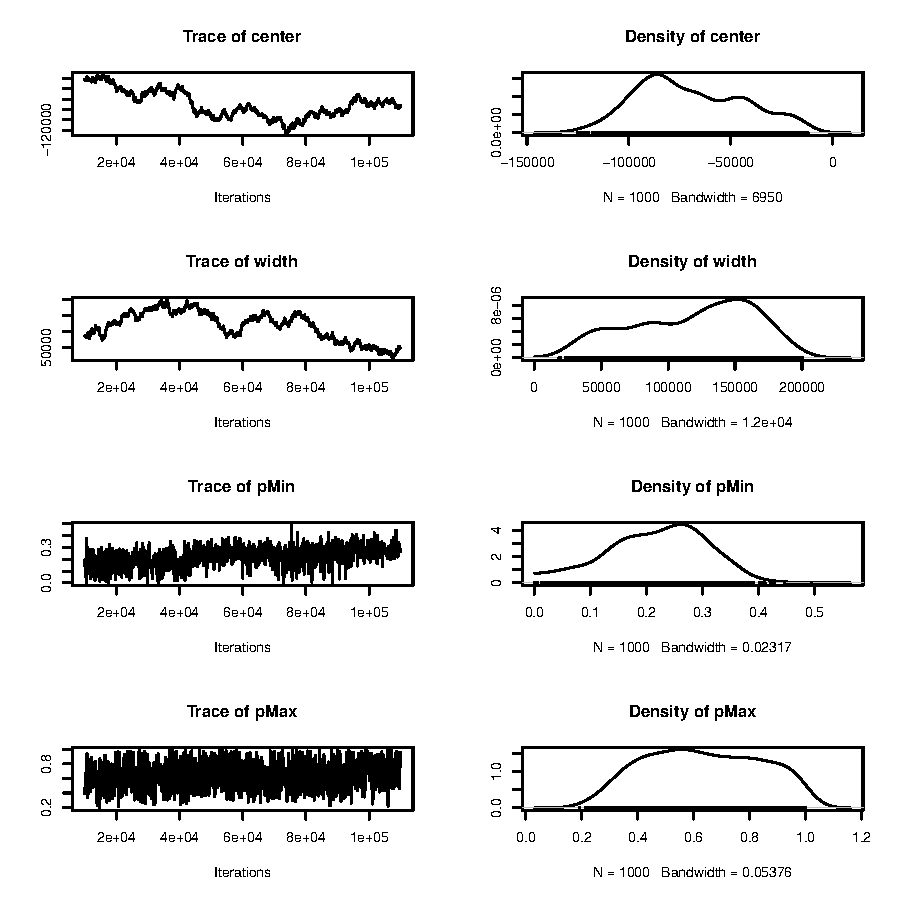 Trace of center
−120000
2e+04 4e+04 6e+04 8e+04 1e+05
Iterations
Density of center
0.0e+00
−150000 −100000 −50000 0
N = 1000 Bandwidth = 6950
Trace of width
50000
2e+04 4e+04 6e+04 8e+04 1e+05
Iterations
Density of width
0e+00 8e−06
0 50000 100000 150000 200000
N = 1000 Bandwidth = 1.2e+04
Trace of pMin
0.0 0.3
2e+04 4e+04 6e+04 8e+04 1e+05
Iterations
Density of pMin
0 2 4
0.0 0.1 0.2 0.3 0.4 0.5
N = 1000 Bandwidth = 0.02317
Trace of pMax
0.2 0.8
2e+04 4e+04 6e+04 8e+04 1e+05
Iterations
Density of pMax
0.0 1.0
0.0 0.2 0.4 0.6 0.8 1.0 1.2
N = 1000 Bandwidth = 0.05376